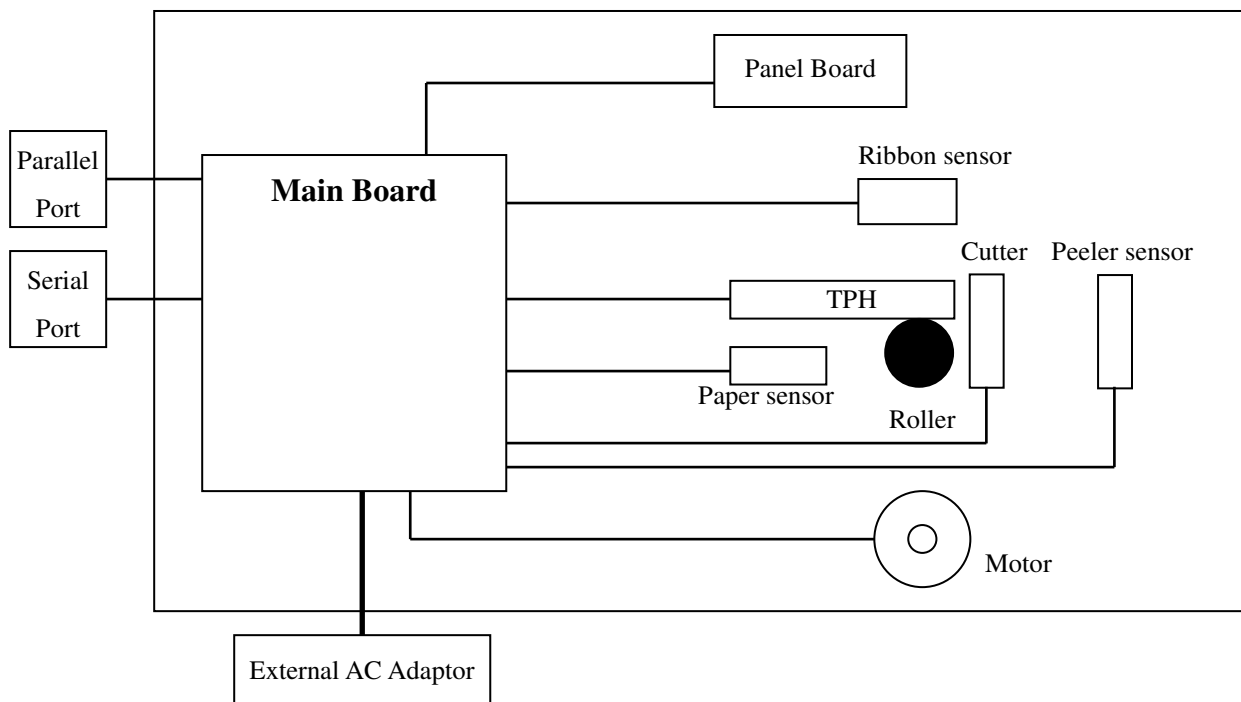 Panel Board
Parallel
Port
Main Board
Ribbon sensor
Serial
Port
Cutter
Peeler sensor
TPH
Paper sensor
Roller
Motor
External AC Adaptor